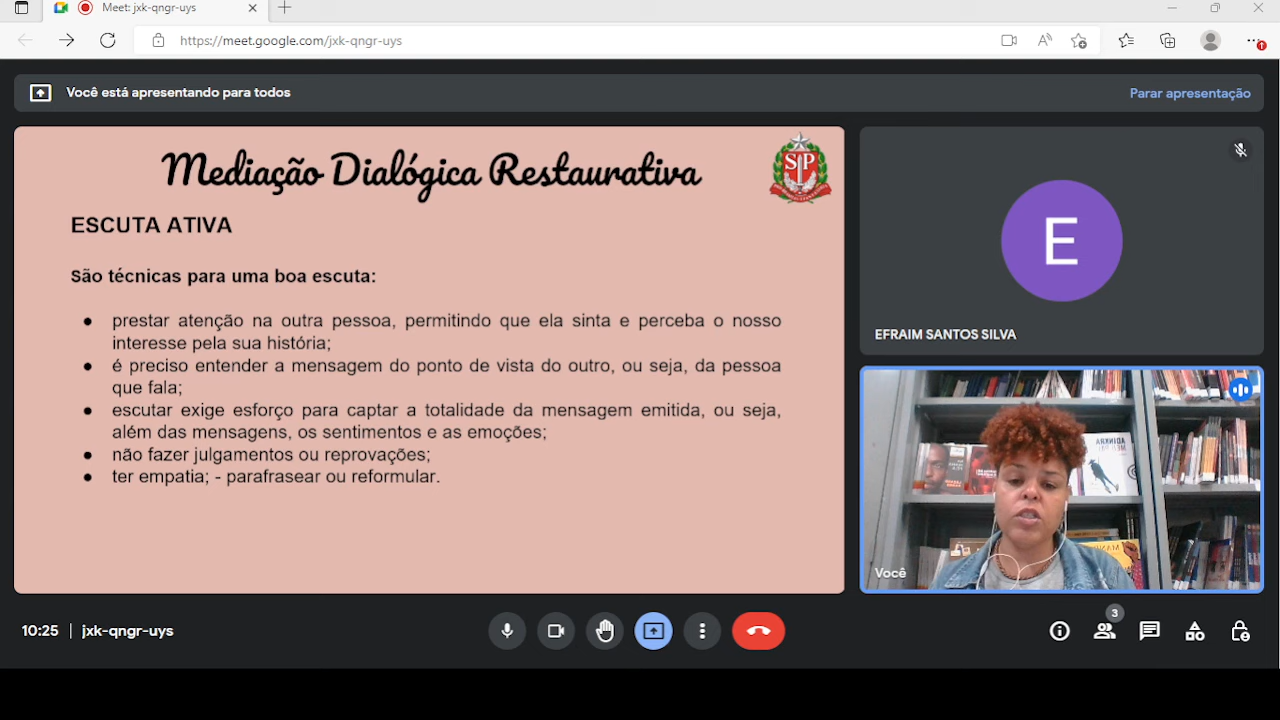 Meet: jxk-qngr-uys
https://meet.google.com/jxk-qngr-uys
Você está apresentando para todos
Parar apresentação
Mediação Dialógica Restaurativa
SP
ESCUTA ATIVA
São técnicas para uma boa escuta:
● prestar atenção na outra pessoa, permitindo que ela sinta e perceba o nosso
interesse pela sua história;
● é preciso entender a mensagem do ponto de vista do outro, ou seja, da pessoa
que fala;
● escutar exige esforço para captar a totalidade da mensagem emitida, ou seja,
além das mensagens, os sentimentos e as emoções;
● não fazer julgamentos ou reprovações;
● ter empatia; - parafrasear ou reformular.
E
EFRAIM SANTOS SILVA
ADINKRA
Você
10:25 | jxk-qngr-uys
3